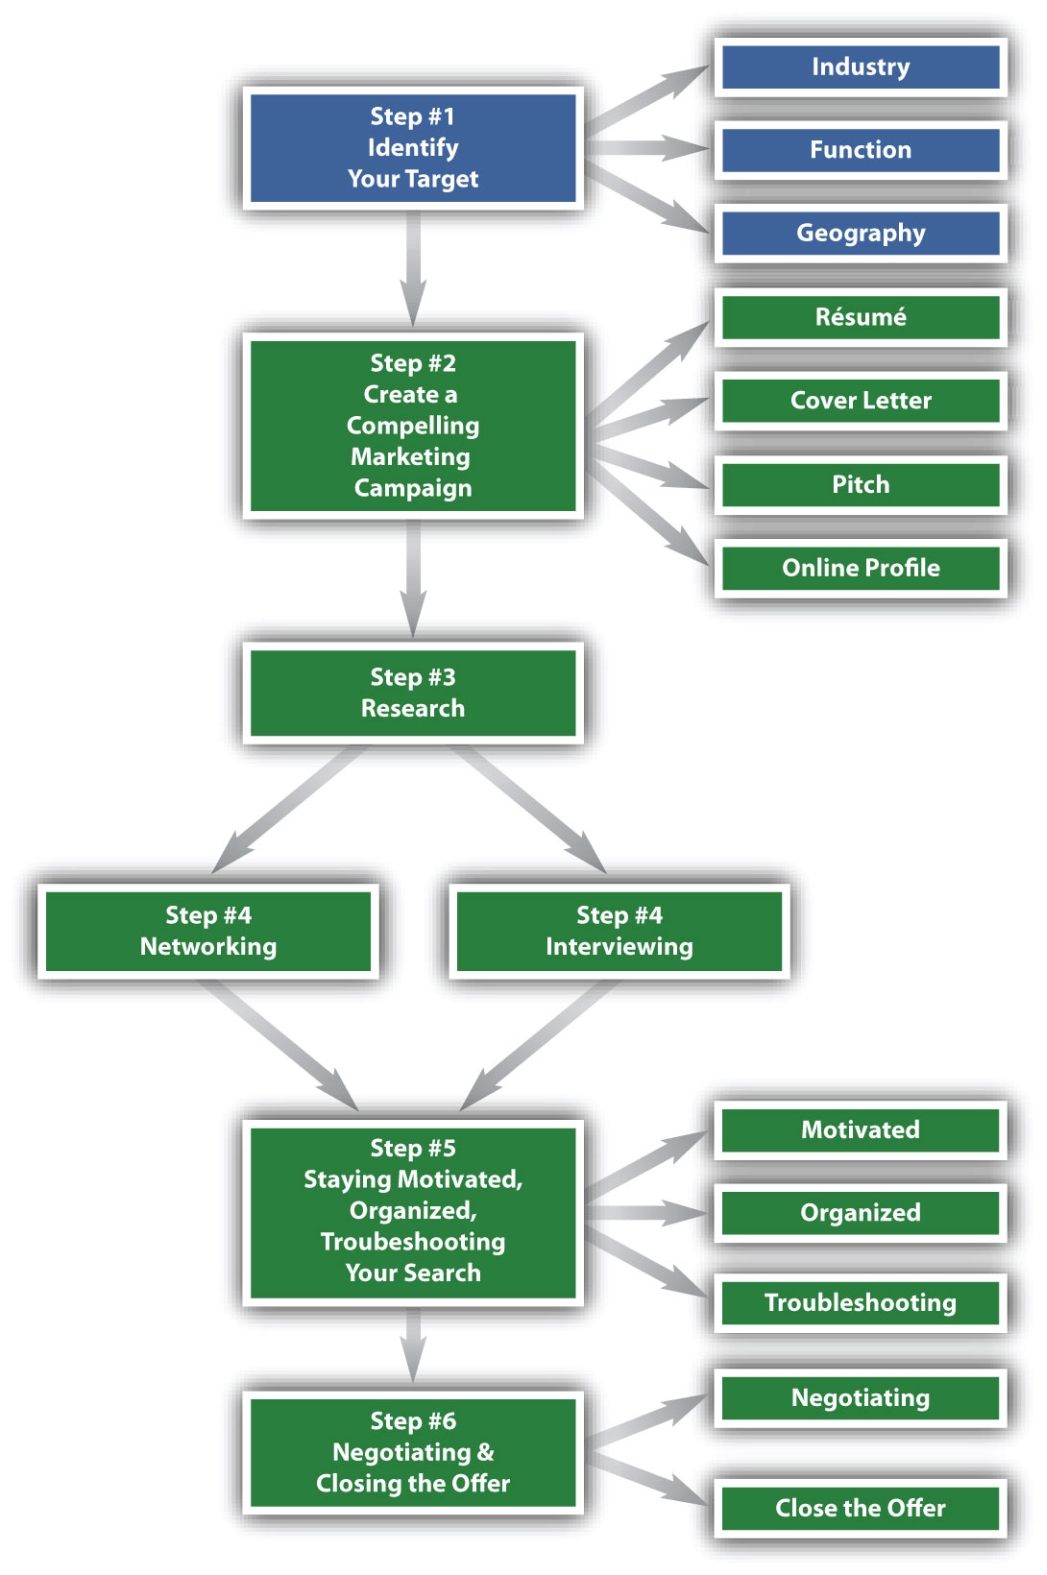 Step #1
Identify
Your Target
Industry
Function
Geography
Step #2
Create a
Compelling
Marketing
Campaign
Résumé
Cover Letter
Pitch
Online Profile
Step #3
Research
Step #4
Networking
Step #4
Interviewing
Step #5
Staying Motivated,
Organized,
Troubeshooting
Your Search
Motivated
Organized
Troubleshooting
Step #6
Negotiating &
Closing the Offer
Negotiating
Close the Offer